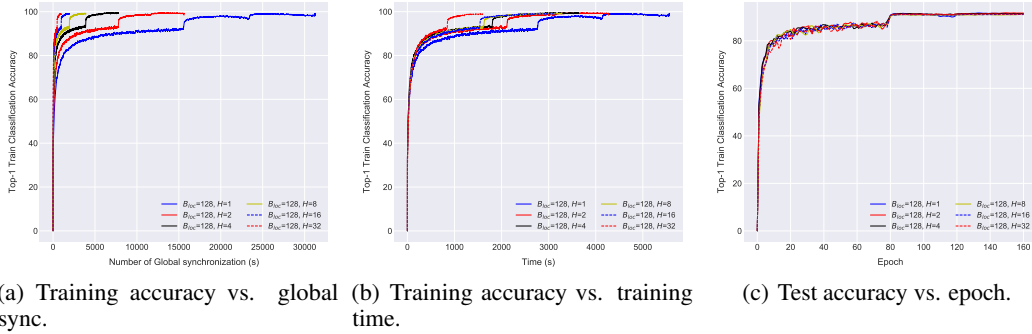 100
80
60
40
20
0
Top-1 Train Classification Accuracy
B_loc=128, H=1
B_loc=128, H=2
B_loc=128, H=4
B_loc=128, H=8
B_loc=128, H=16
B_loc=128, H=32
0 5000 10000 15000 20000 25000 30000
Number of Global synchronization (s)
100
80
60
40
20
0
Top-1 Train Classification Accuracy
B_loc=128, H=1
B_loc=128, H=2
B_loc=128, H=4
B_loc=128, H=8
B_loc=128, H=16
B_loc=128, H=32
0 1000 2000 3000 4000 5000
Time (s)
80
60
40
20
0
Top-1 Train Classification Accuracy
B_loc=128, H=1
B_loc=128, H=2
B_loc=128, H=4
B_loc=128, H=8
B_loc=128, H=16
B_loc=128, H=32
0 20 40 60 80 100 120 140 160
Epoch
(a) Training accuracy vs. global
sync.
(b) Training accuracy vs. training
time.
(c) Test accuracy vs. epoch.